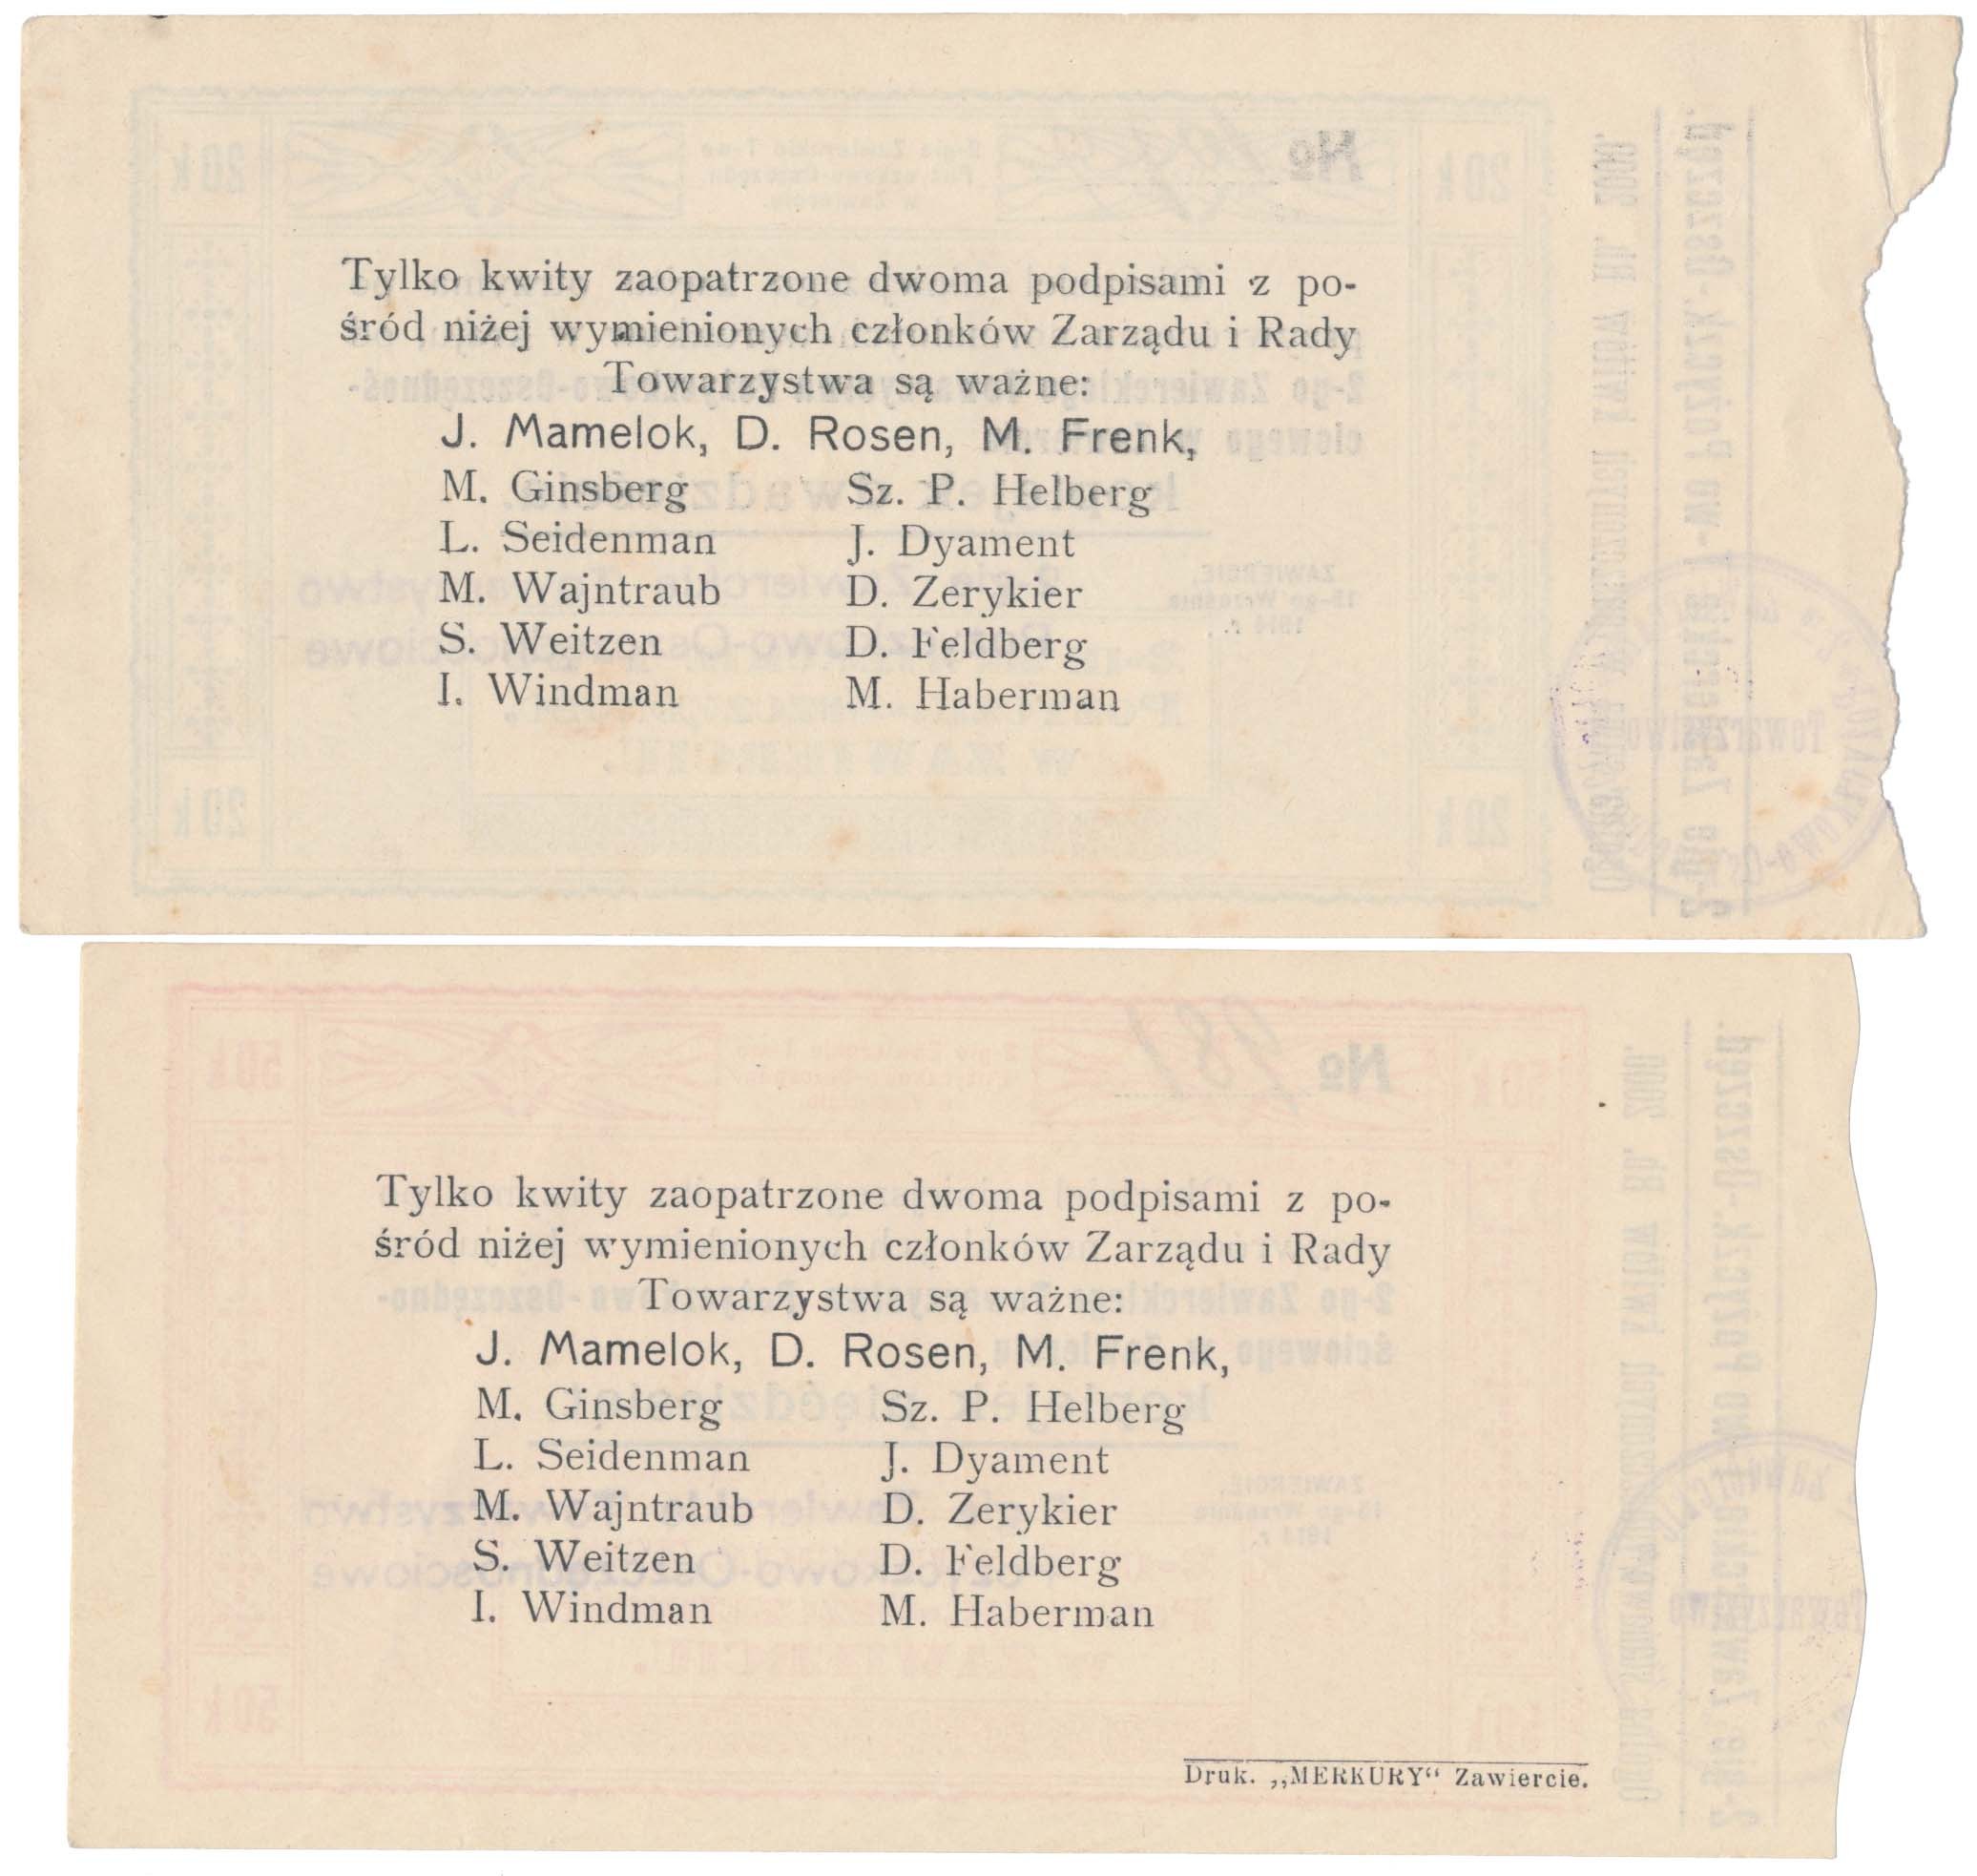 Tylko kwity zaopatrzone dwoma podpisami z po-
śród niżej wymienionych członków Zarządu i Rady
Towarzystwa są ważne:
J. Mamelok, D. Rosen, M. Frenk,
M. Ginsberg Sz. P. Helberg
L. Seidenman J. Dyament
M. Wajntraub D. Zerykier
S. Weitzen D. Feldberg
I. Windman M. Haberman
Tylko kwity zaopatrzone dwoma podpisami z po-
śród niżej wymienionych członków Zarządu i Rady
Towarzystwa są ważne:
J. Mamelok, D. Rosen, M. Frenk,
M. Ginsberg Sz. P. Helberg
L. Seidenman J. Dyament
M. Wajntraub D. Zerykier
S. Weitzen D. Feldberg
I. Windman M. Haberman
Druk. „MERKURY“ Zawiercie.